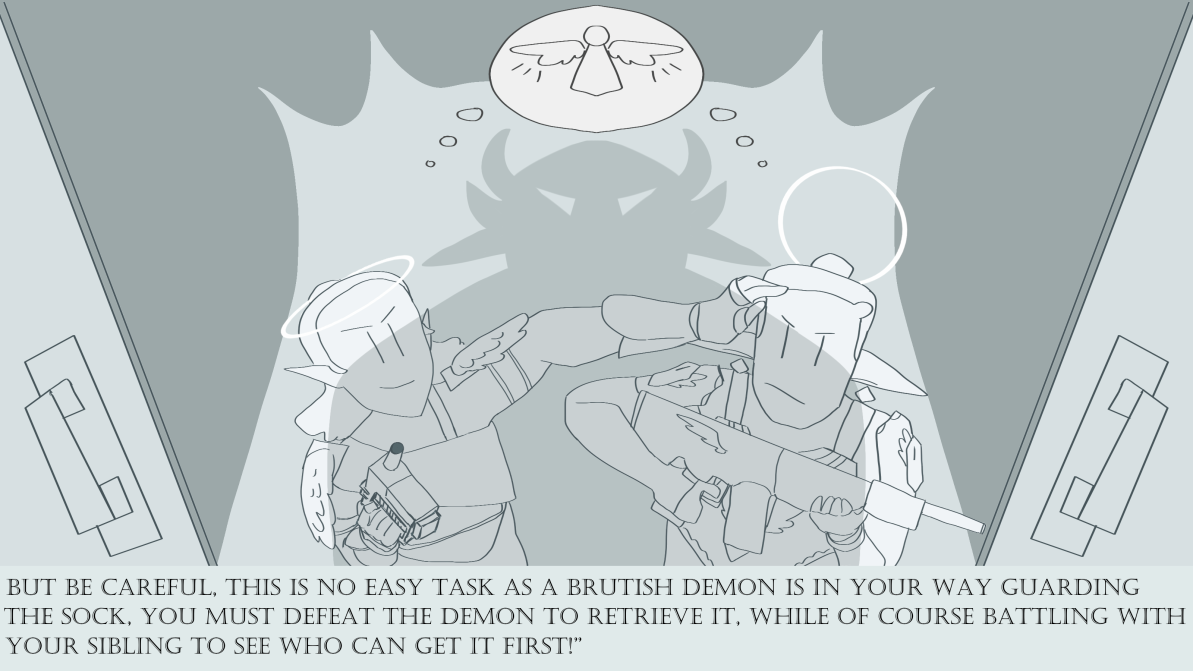 BUT BE CAREFUL, THIS IS NO EASY TASK AS A BRUTISH DEMON IS IN YOUR WAY GUARDING
THE SOCK, YOU MUST DEFEAT THE DEMON TO RETRIEVE IT, WHILE OF COURSE BATTLING WITH
YOUR SIBLING TO SEE WHO CAN GET IT FIRST!”